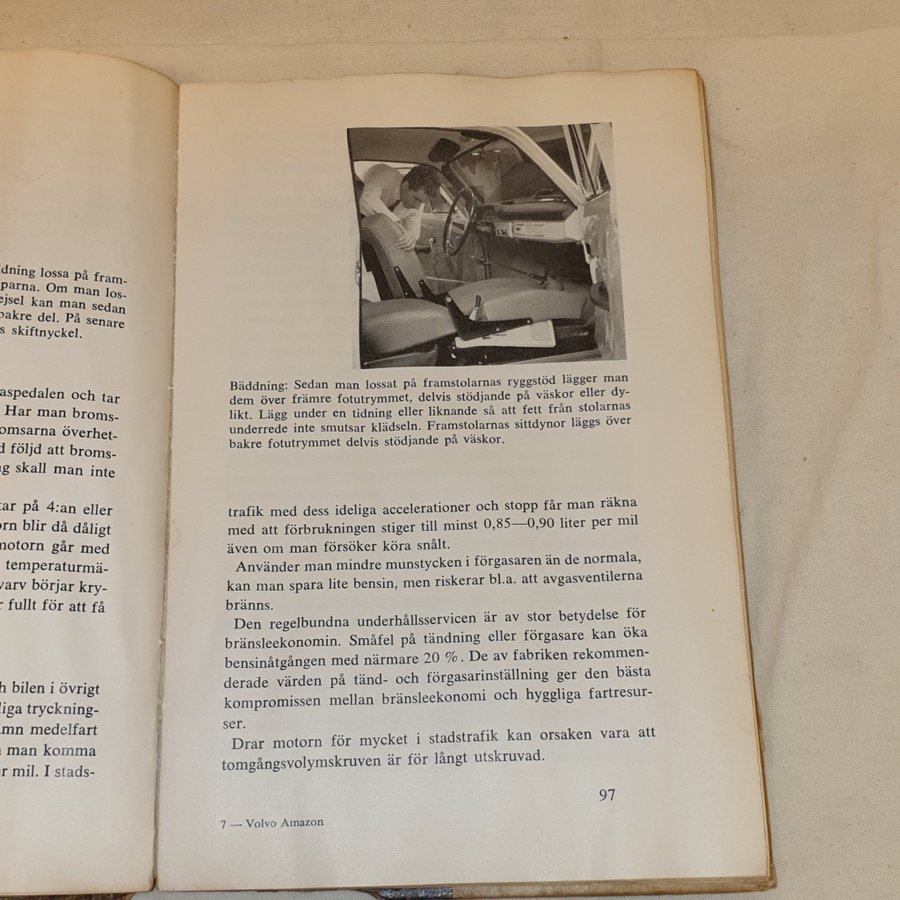 dning lossa på fram-
parna. Om man los-
ejsel kan man sedan
bakre del. På senare
s skiftnyckel.
aspedalen och tar
Har man broms-
omsarna överhet-
d följd att broms-
ng skall man inte
tar på 4:an eller
orn blir då dåligt
motorn går med
temperaturmä-
varv börjar kry-
r fullt för att få
h bilen i övrigt
liga tryckning-
mn medelfart
man komma
er mil. I stads-
Bäddning: Sedan man lossat på framstolarnas ryggstöd lägger man
dem över främre fotutrymmet, delvis stödjande på väskor eller dy-
likt. Lägg under en tidning eller liknande så att fett från stolarnas
underrede inte smutsar klädseln. Framstolarnas sittdynor läggs över
bakre fotutrymmet delvis stödjande på väskor.
trafik med dess ideliga accelerationer och stopp får man räkna
med att förbrukningen stiger till minst 0,85—0,90 liter per mil
även om man försöker köra snålt.
Använder man mindre munstycken i förgasaren än de normala,
kan man spara lite bensin, men riskerar bl.a. att avgasventilerna
bränns.
Den regelbundna underhållsservicen är av stor betydelse för
bränsleekonomin. Småfel på tändning eller förgasare kan öka
bensinåtgången med närmare 20 %. De av fabriken rekommen-
derade värden på tänd- och förgasarinställning ger den bästa
kompromissen mellan bränsleekonomi och hyggliga fartresur-
ser.
Drar motorn för mycket i stadstrafik kan orsaken vara att
tomgångsvolymskruven är för långt utskruvad.
97
7 — Volvo Amazon